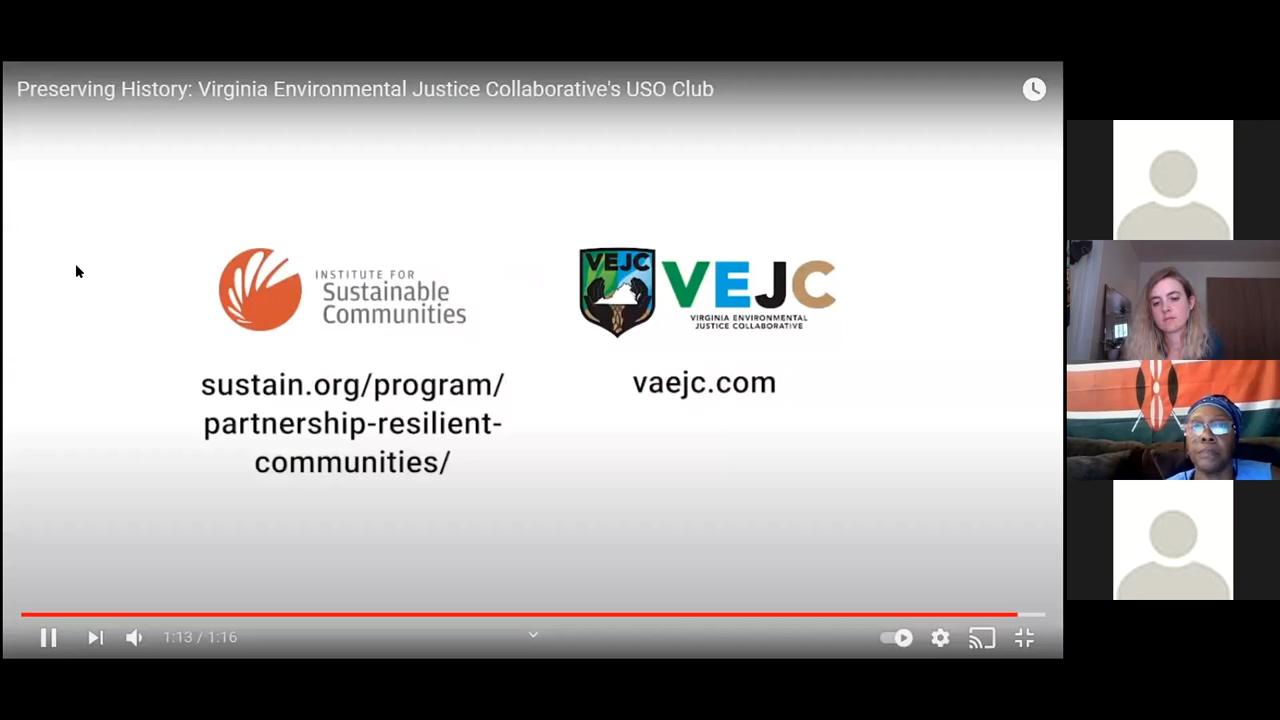 Preserving History: Virginia Environmental Justice Collaborative's USO Club
INSTITUTE FOR
Sustainable
Communities
VEJC
VEJC
VIRGINIA ENVIRONMENTAL
JUSTICE COLLABORATIVE
sustain.org/program/
partnership-resilient-
communities/
vaejc.com
1:13 / 1:16